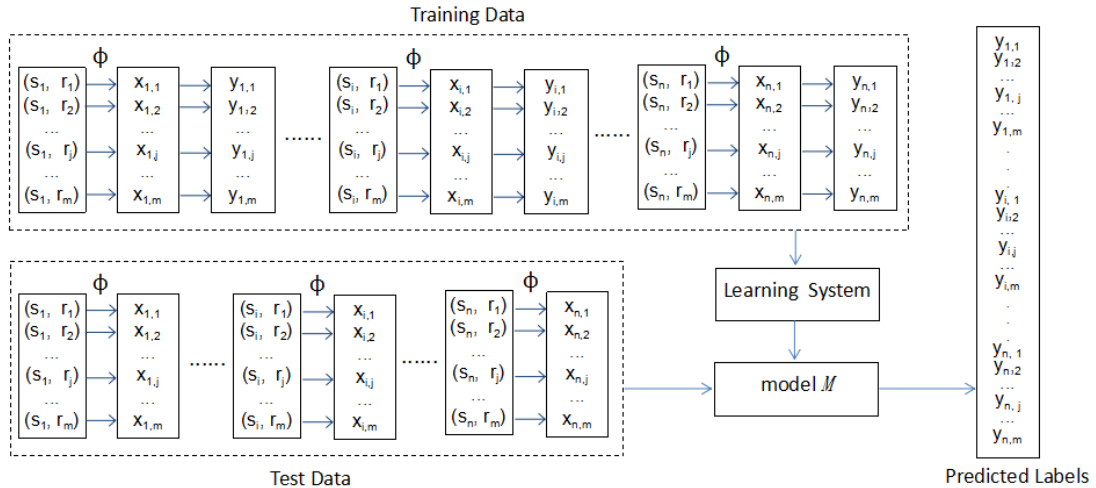 Training Data
Φ Φ Φ
(s₁, r₁) x₁,₁ y₁,₁ (sᵢ, r₁) xᵢ,₁ yᵢ,₁ (sₙ, r₁) xₙ,₁ yₙ,₁
(s₁, r₂) x₁,₂ y₁,₂ (sᵢ, r₂) xᵢ,₂ yᵢ,₂ (sₙ, r₂) xₙ,₂ yₙ,₂
... ... ... ...... ... ... ... ...... ... ... ...
(s₁, rⱼ) x₁,ⱼ y₁,ⱼ (sᵢ, rⱼ) xᵢ,ⱼ yᵢ,ⱼ (sₙ, rⱼ) xₙ,ⱼ yₙ,ⱼ
... ... ... ... ... ... ... ... ...
(s₁, rₘ) x₁,ₘ y₁,ₘ (sᵢ, rₘ) xᵢ,ₘ yᵢ,ₘ (sₙ, rₘ) xₙ,ₘ yₙ,ₘ
Φ Φ Φ
(s₁, r₁) x₁,₁ (sᵢ, r₁) xᵢ,₁ (sₙ, r₁) xₙ,₁
(s₁, r₂) x₁,₂ (sᵢ, r₂) xᵢ,₂ (sₙ, r₂) xₙ,₂
... ... ...... ... ... ...... ... ...
(s₁, rⱼ) x₁,ⱼ (sᵢ, rⱼ) xᵢ,ⱼ (sₙ, rⱼ) xₙ,ⱼ
... ... ... ... ... ...
(s₁, rₘ) x₁,ₘ (sᵢ, rₘ) xᵢ,ₘ (sₙ, rₘ) xₙ,ₘ
Test Data
Learning System
model M
y₁,₁
y₁,₂
...
y₁,ⱼ
...
y₁,ₘ
.
.
.
yᵢ,₁
yᵢ,₂
...
yᵢ,ⱼ
...
yᵢ,ₘ
.
.
.
yₙ,₁
yₙ,₂
...
yₙ,ⱼ
...
yₙ,ₘ
Predicted Labels